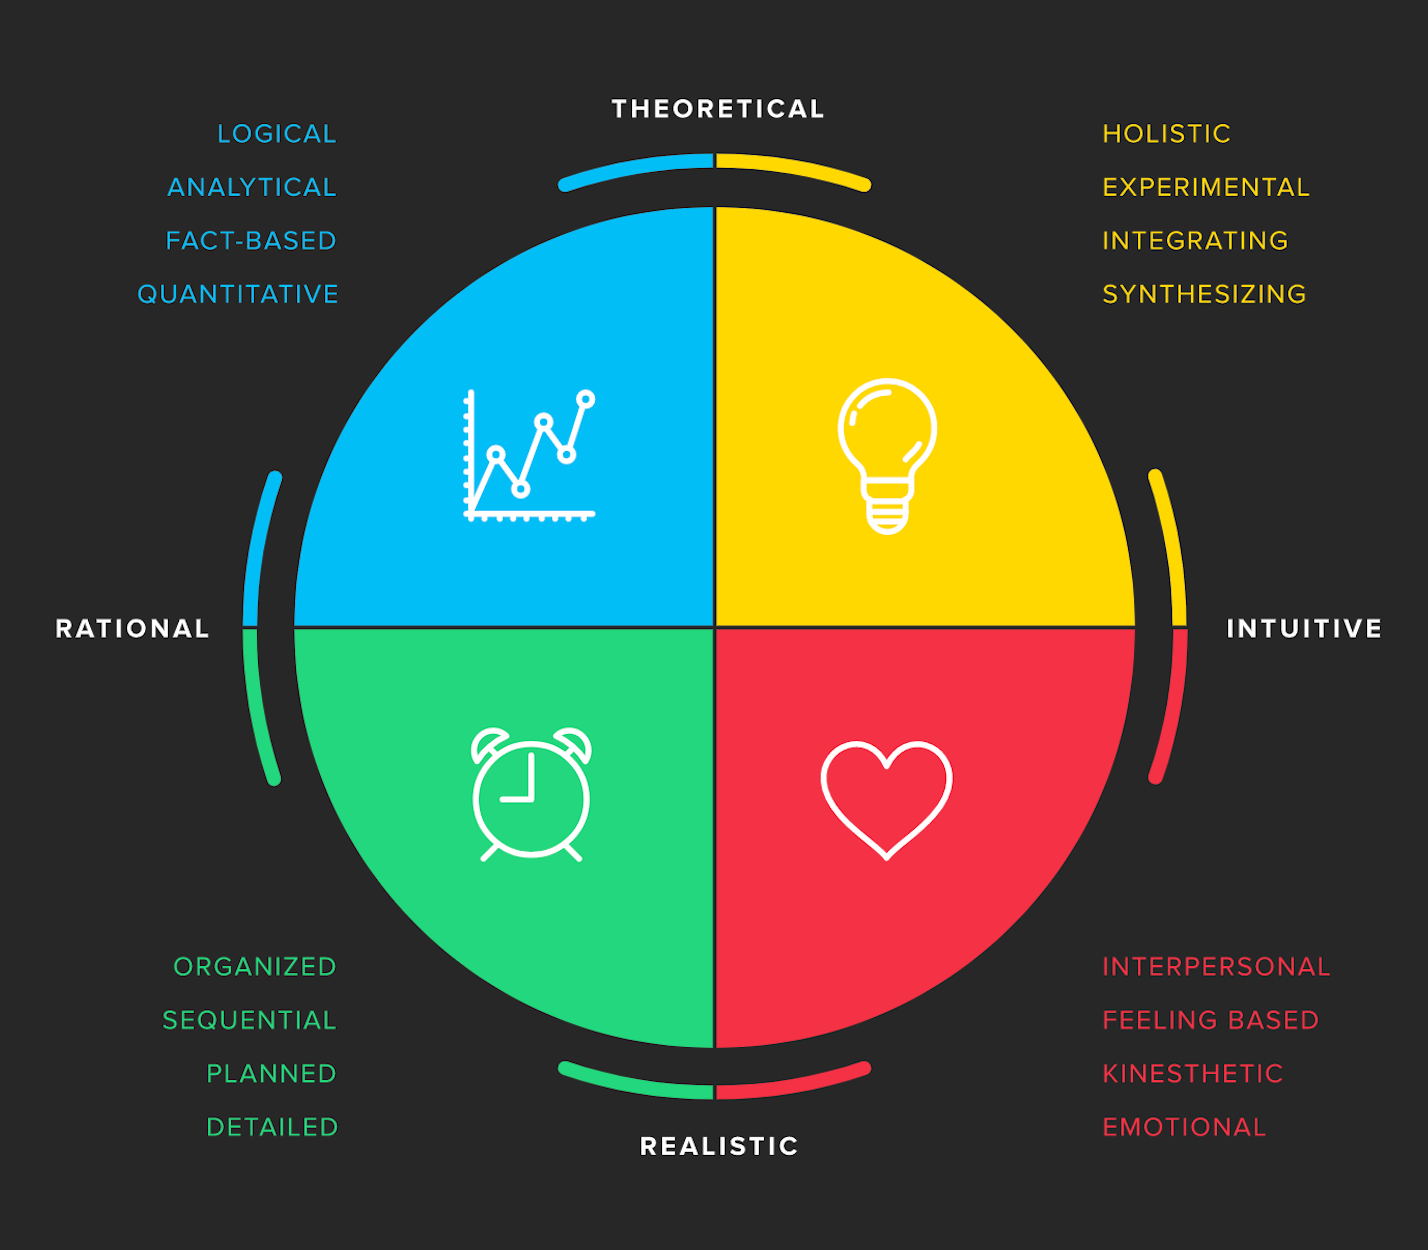 THEORETICAL
LOGICAL
ANALYTICAL
FACT-BASED
QUANTITATIVE
HOLISTIC
EXPERIMENTAL
INTEGRATING
SYNTHESIZING
RATIONAL
INTUITIVE
ORGANIZED
SEQUENTIAL
PLANNED
DETAILED
INTERPERSONAL
FEELING BASED
KINESTHETIC
EMOTIONAL
REALISTIC